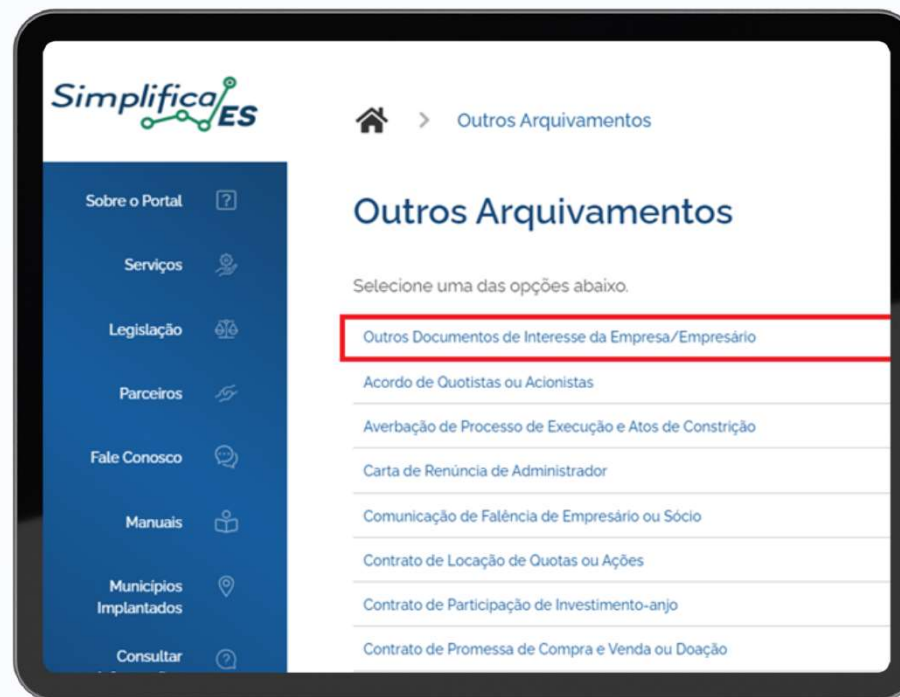 Simplifica ES
Outros Arquivamentos
Sobre o Portal
Serviços
Legislação
Parceiros
Fale Conosco
Manuais
Municípios
Implantados
Consultar
Outros Arquivamentos
Selecione uma das opções abaixo.
Outros Documentos de Interesse da Empresa/Empresário
Acordo de Quotistas ou Acionistas
Averbação de Processo de Execução e Atos de Constrição
Carta de Renúncia de Administrador
Comunicação de Falência de Empresário ou Sócio
Contrato de Locação de Quotas ou Ações
Contrato de Participação de Investimento-anjo
Contrato de Promessa de Compra e Venda ou Doação